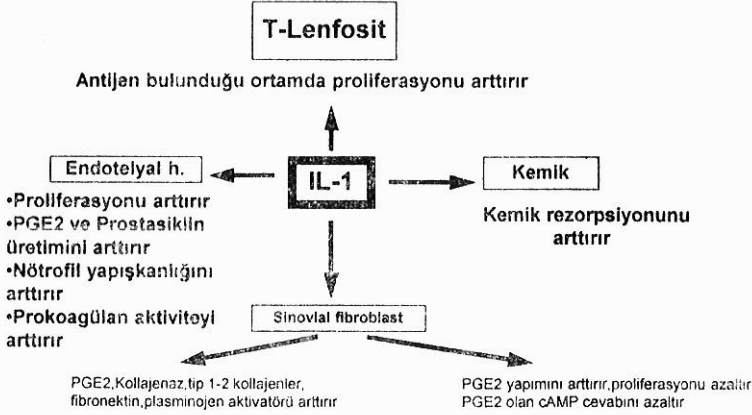 T-Lenfosit
Antijen bulunduğu ortamda proliferasyonu arttırır
Endotelyal h.
IL-1
Kemik
•Proliferasyonu arttırır
•PGE2 ve Prostasiklin
üretimini arttırır
•Nötrofil yapışkanlığını
arttırır
•Prokoagülan aktiviteyi
arttırır
Kemik rezorpsiyonunu
arttırır
Sinovial fibroblast
PGE2,Kollajenaz,tip 1-2 kollajenler,
fibronektin,plasminojen aktivatörü arttırir
PGE2 yapımını arttırır,proliferasyonu azaltır
PGE2 olan cAMP cevabını azaltır